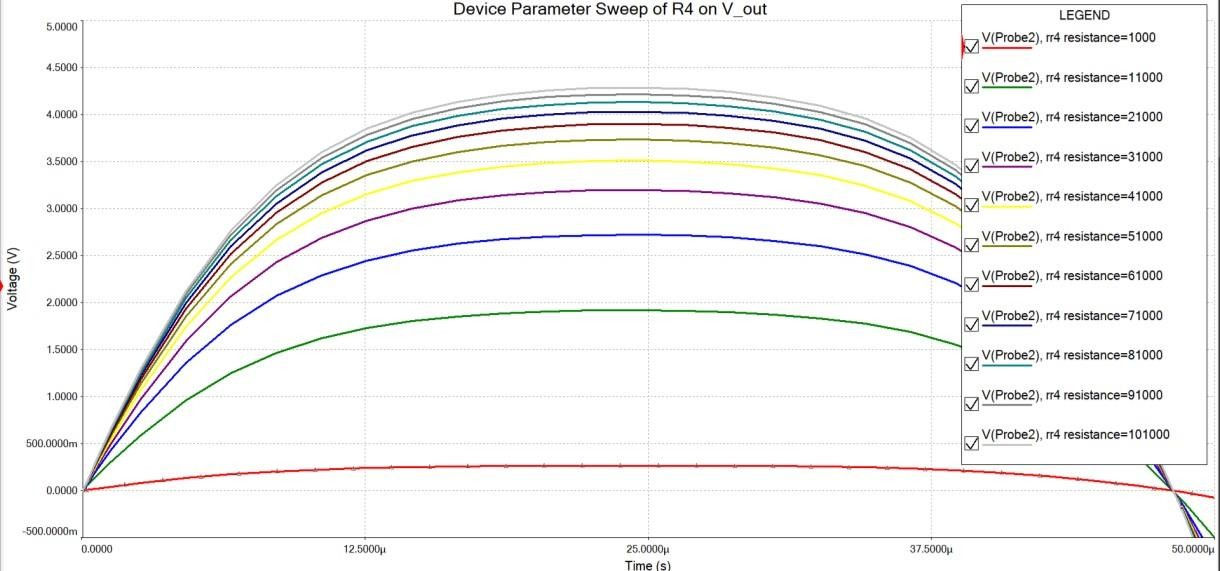 Device Parameter Sweep of R4 on V_out
LEGEND
V(Probe2), rr4 resistance=1000
V(Probe2), rr4 resistance=11000
V(Probe2), rr4 resistance=21000
V(Probe2), rr4 resistance=31000
V(Probe2), rr4 resistance=41000
V(Probe2), rr4 resistance=51000
V(Probe2), rr4 resistance=61000
V(Probe2), rr4 resistance=71000
V(Probe2), rr4 resistance=81000
V(Probe2), rr4 resistance=91000
V(Probe2), rr4 resistance=101000
Voltage (V)
5.0000
4.5000
4.0000
3.5000
3.0000
2.5000
2.0000
1.5000
1.0000
500.0000m
0.0000
-500.0000m
0.0000 12.5000µ 25.0000µ 37.5000µ 50.0000µ
Time (s)